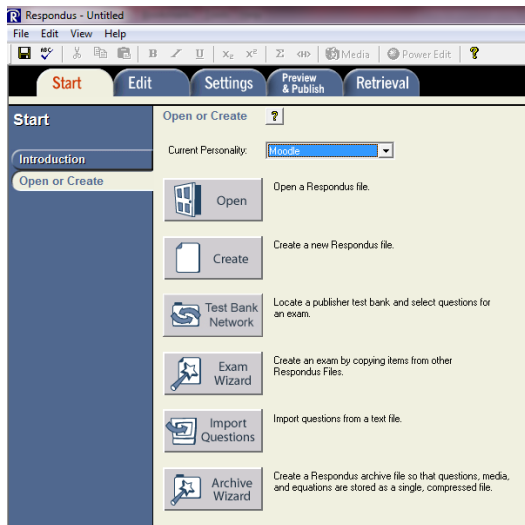 Respondus - Untitled
File Edit View Help
ABC B I U X₂ X² Σ Media Power Edit ?
Start Edit Settings Preview & Publish Retrieval
Start
Introduction
Open or Create
Open or Create ?
Current Personality: Moodle
Open
Open a Respondus file.
Create
Create a new Respondus file.
Test Bank
Network
Locate a publisher test bank and select questions for
an exam.
Exam
Wizard
Create an exam by copying items from other
Respondus Files.
Import
Questions
Import questions from a text file.
Archive
Wizard
Create a Respondus archive file so that questions, media,
and equations are stored as a single, compressed file.